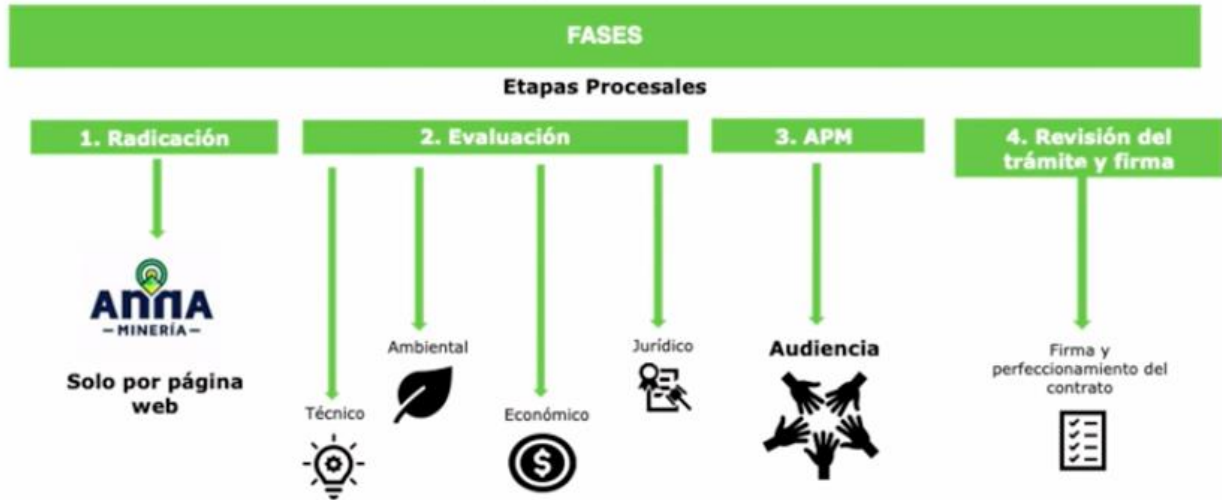 FASES
Etapas Procesales
1. Radicación
2. Evaluación
3. APM
4. Revisión del
trámite y firma
ANNA
—MINERÍA—
Solo por página
web
Técnico
Ambiental
Económico
$
Jurídico
Audiencia
Firma y
perfeccionamiento del
contrato